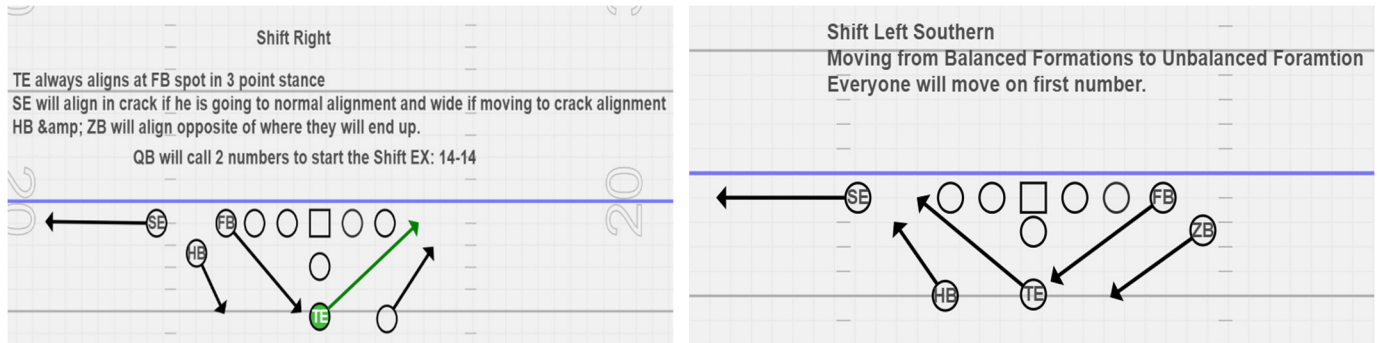 Shift Right
TE always aligns at FB spot in 3 point stance
SE will align in crack if he is going to normal alignment and wide if moving to crack alignment
HB &amp; ZB will align opposite of where they will end up.
QB will call 2 numbers to start the Shift EX: 14-14
20
20
SE
FB
HB
TE
Shift Left Southern
Moving from Balanced Formations to Unbalanced Foramtion
Everyone will move on first number.
SE
FB
ZB
HB
TE